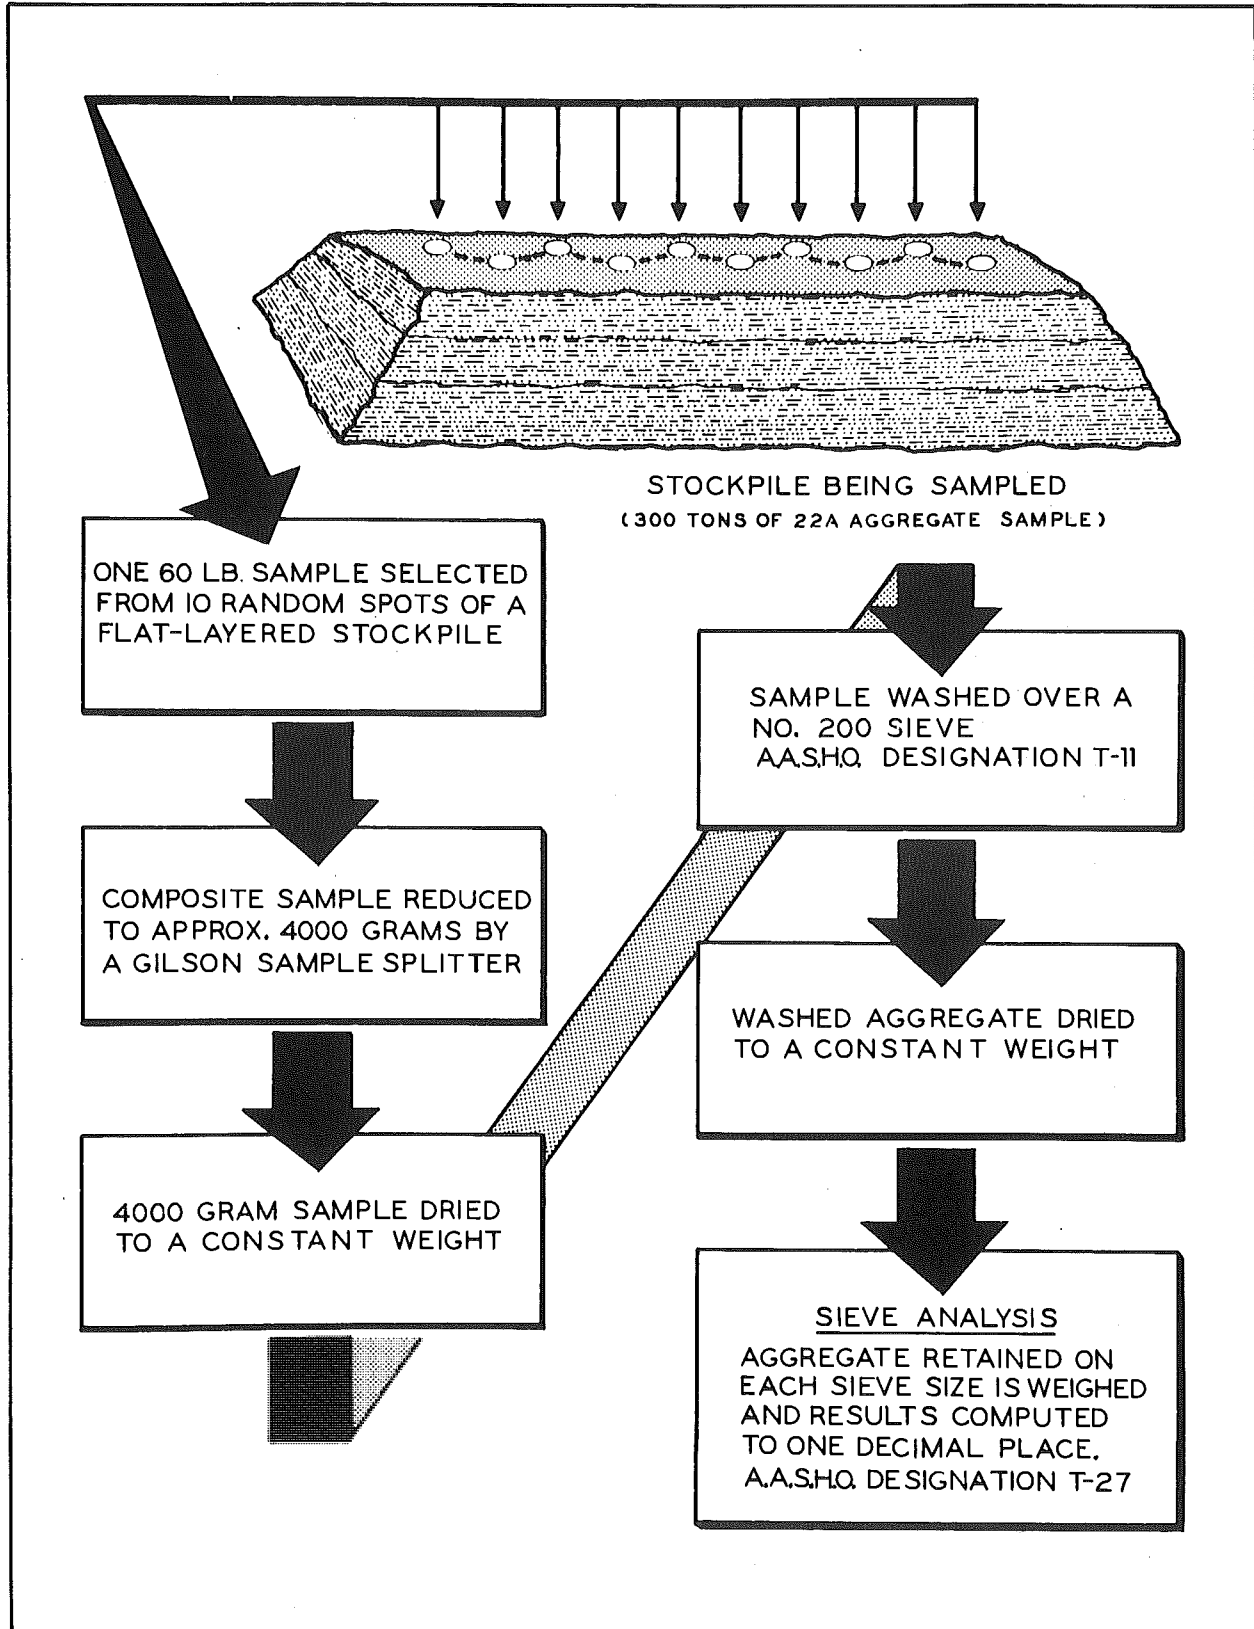 STOCKPILE BEING SAMPLED
(300 TONS OF 22A AGGREGATE SAMPLE)
ONE 60 LB. SAMPLE SELECTED
FROM 10 RANDOM SPOTS OF A
FLAT-LAYERED STOCKPILE
COMPOSITE SAMPLE REDUCED
TO APPROX. 4000 GRAMS BY
A GILSON SAMPLE SPLITTER
4000 GRAM SAMPLE DRIED
TO A CONSTANT WEIGHT
SAMPLE WASHED OVER A
NO. 200 SIEVE
A.A.S.H.O. DESIGNATION T-11
WASHED AGGREGATE DRIED
TO A CONSTANT WEIGHT
SIEVE ANALYSIS
AGGREGATE RETAINED ON
EACH SIEVE SIZE IS WEIGHED
AND RESULTS COMPUTED
TO ONE DECIMAL PLACE.
A.A.S.H.O. DESIGNATION T-27